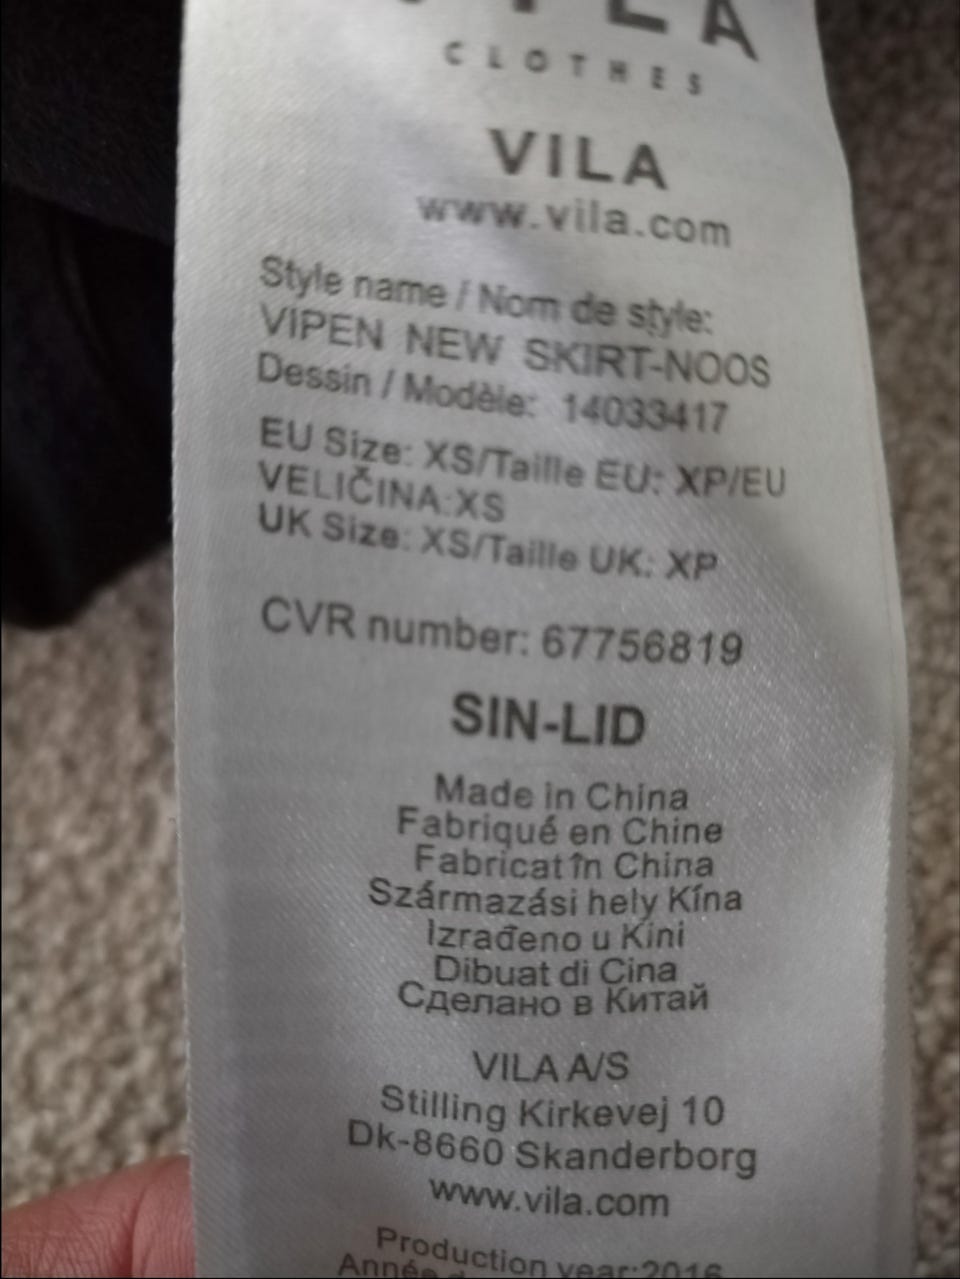 VILA
CLOTHES
VILA
www.vila.com
Style name / Nom de style:
VIPEN NEW SKIRT-NOOS
Dessin / Modèle: 14033417
EU Size: XS/Taille EU: XP/EU
VELIČINA:XS
UK Size: XS/Taille UK: XP
CVR number: 67756819
SIN-LID
Made in China
Fabriqué en Chine
Fabricat în China
Származási hely Kína
Izrađeno u Kini
Dibuat di Cina
Сделано в Китай
VILA A/S
Stilling Kirkevej 10
Dk-8660 Skanderborg
www.vila.com
Production year:2016
Année